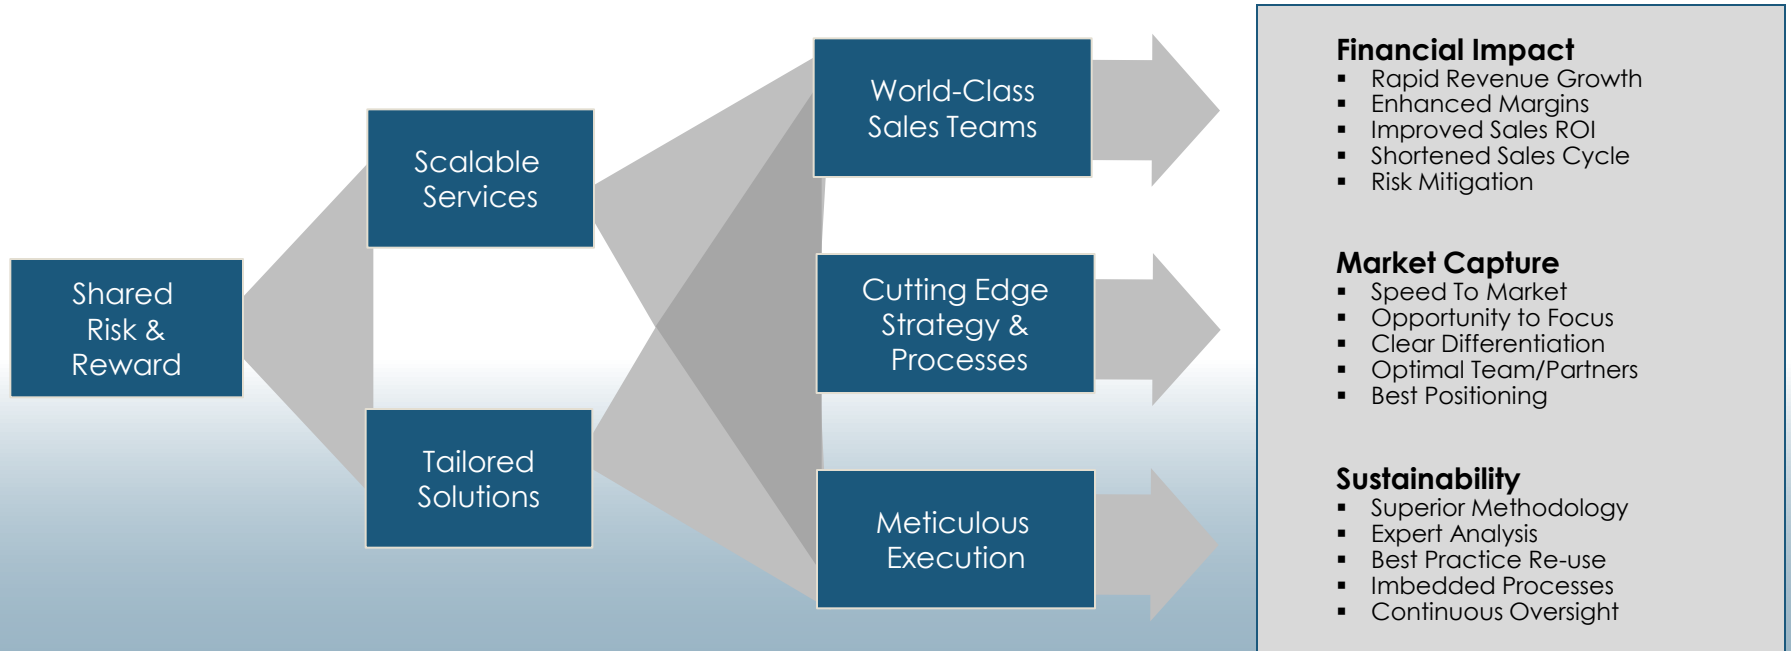 Shared
Risk &
Reward
Scalable
Services
Tailored
Solutions
World-Class
Sales Teams
Cutting Edge
Strategy &
Processes
Meticulous
Execution
Financial Impact
▪ Rapid Revenue Growth
▪ Enhanced Margins
▪ Improved Sales ROI
▪ Shortened Sales Cycle
▪ Risk Mitigation
Market Capture
▪ Speed To Market
▪ Opportunity to Focus
▪ Clear Differentiation
▪ Optimal Team/Partners
▪ Best Positioning
Sustainability
▪ Superior Methodology
▪ Expert Analysis
▪ Best Practice Re-use
▪ Imbedded Processes
▪ Continuous Oversight